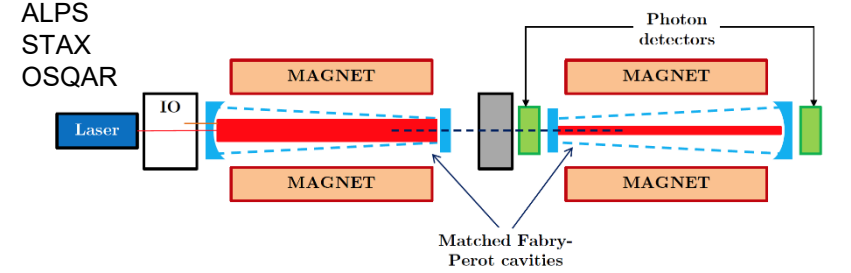 ALPS
STAX
OSQAR
Photon
detectors
MAGNET
MAGNET
IO
Laser
MAGNET
MAGNET
Matched Fabry-
Perot cavities